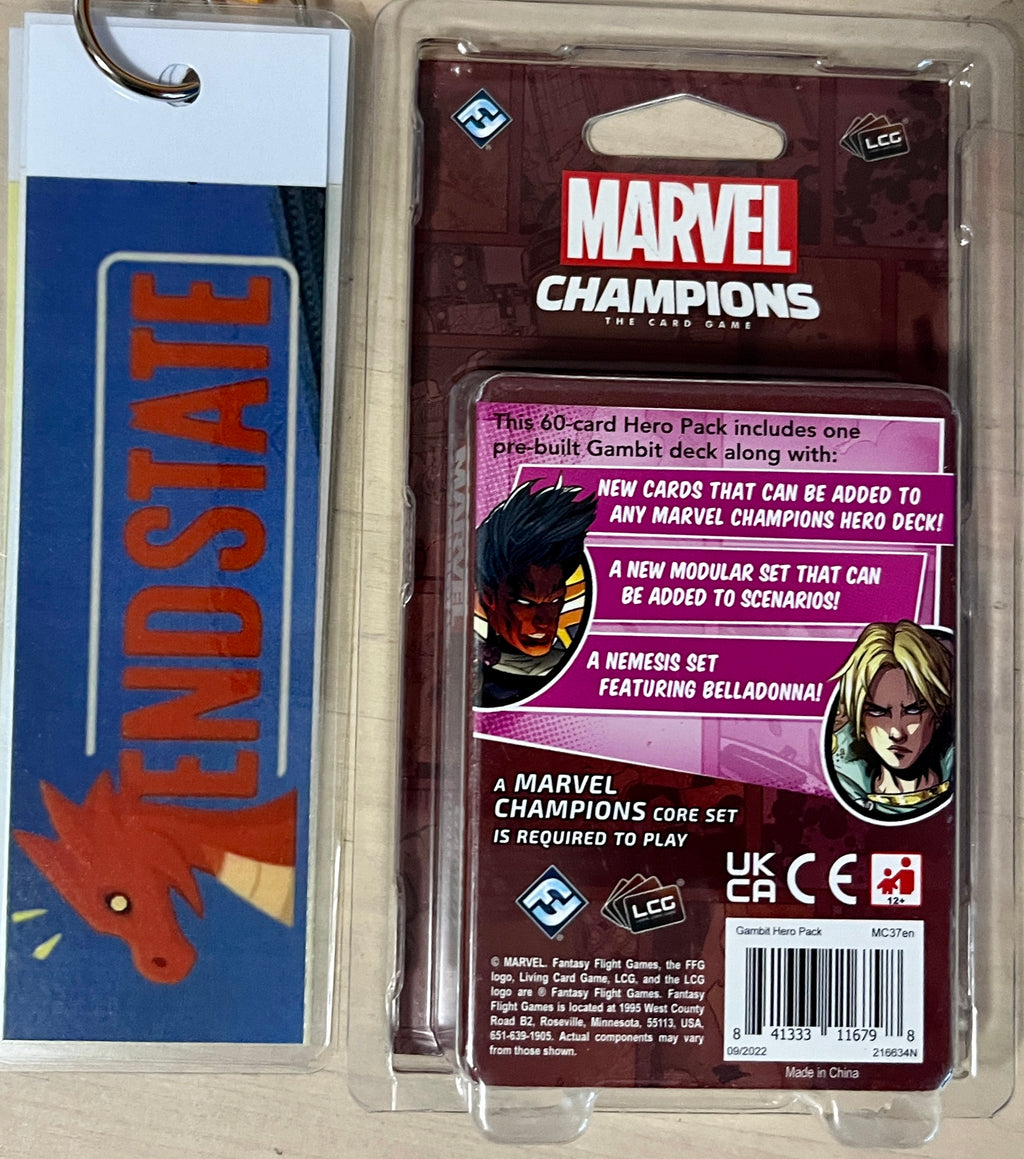 ENDSTATE
LCG
MARVEL
CHAMPIONS
THE CARD GAME
This 60-card Hero Pack includes one
pre-built Gambit deck along with:
NEW CARDS THAT CAN BE ADDED TO
ANY MARVEL CHAMPIONS HERO DECK!
A NEW MODULAR SET THAT CAN
BE ADDED TO SCENARIOS!
A NEMESIS SET
FEATURING BELLADONNA!
A MARVEL
CHAMPIONS CORE SET
IS REQUIRED TO PLAY
UK
CA CE
12+
LCG
© MARVEL. Fantasy Flight Games, the FFG
logo, Living Card Game, LCG, and the LCG
logo are ® Fantasy Flight Games. Fantasy
Flight Games is located at 1995 West County
Road B2, Roseville, Minnesota, 55113, USA,
651-639-1905. Actual components may vary
from those shown.
Gambit Hero Pack MC37en
8 41333 11679 8
09/2022 216634N
Made in China